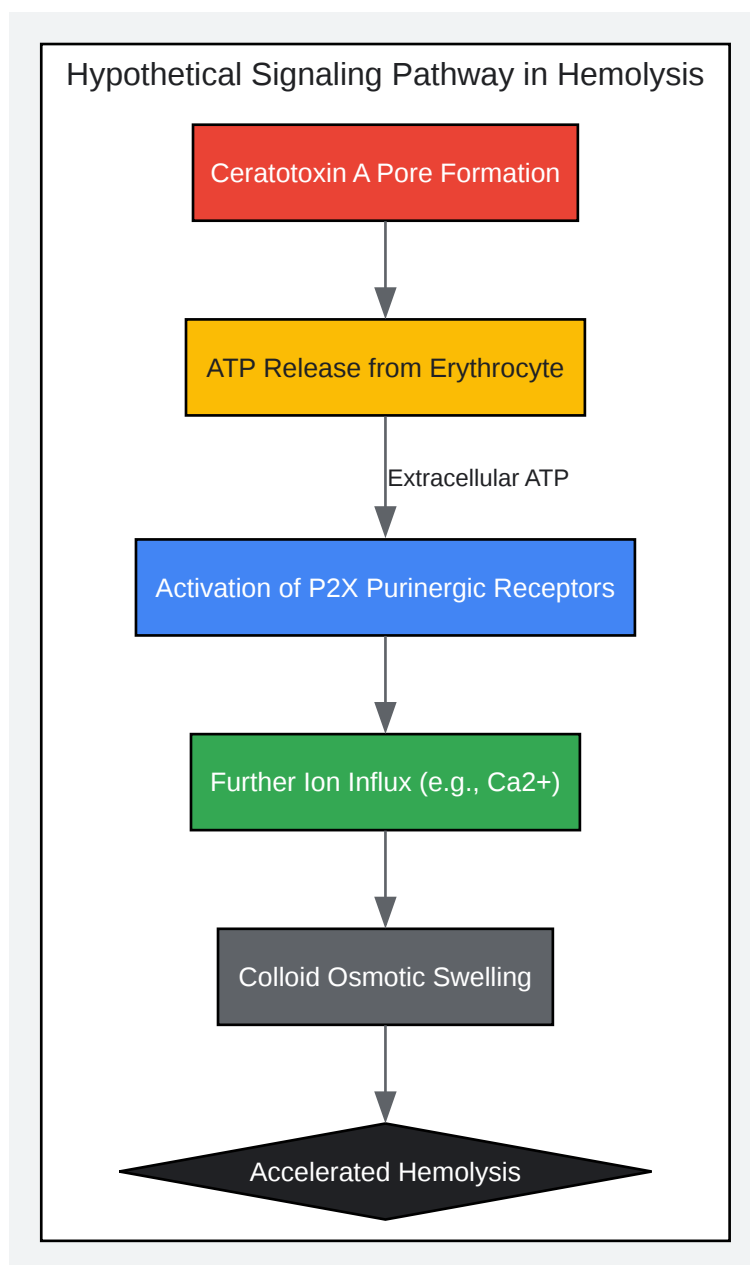 Hypothetical Signaling Pathway in Hemolysis
Ceratotoxin A Pore Formation
ATP Release from Erythrocyte
Extracellular ATP
Activation of P2X Purinergic Receptors
Further Ion Influx (e.g., Ca2+)
Colloid Osmotic Swelling
Accelerated Hemolysis